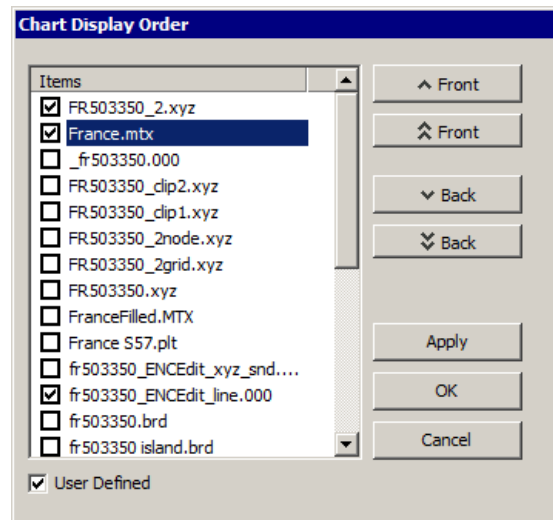 Chart Display Order
Items
FR503350_2.xyz
France.mtx
_fr503350.000
FR503350_clip2.xyz
FR503350_clip1.xyz
FR503350_2node.xyz
FR503350_2grid.xyz
FR503350.xyz
FranceFilled.MTX
France S57.plt
fr503350_ENCEdit_xyz_snd....
fr503350_ENCEdit_line.000
fr503350.brd
fr503350 island.brd
User Defined
Front
Front
Back
Back
Apply
OK
Cancel